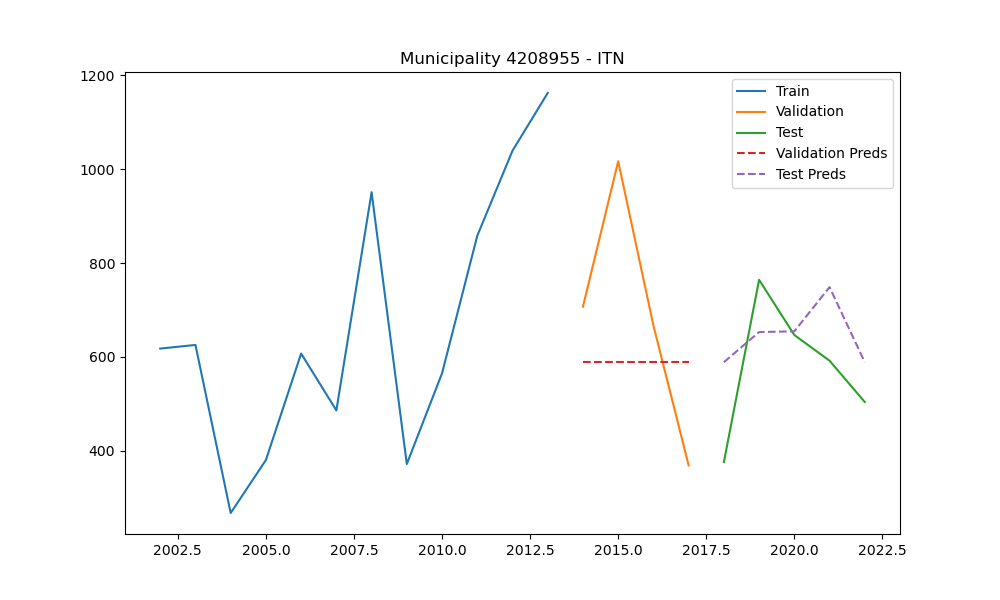 Municipality 4208955 - ITN
1200
1000
800
600
400
Train
Validation
Test
Validation Preds
Test Preds
2002.5 2005.0 2007.5 2010.0 2012.5 2015.0 2017.5 2020.0 2022.5